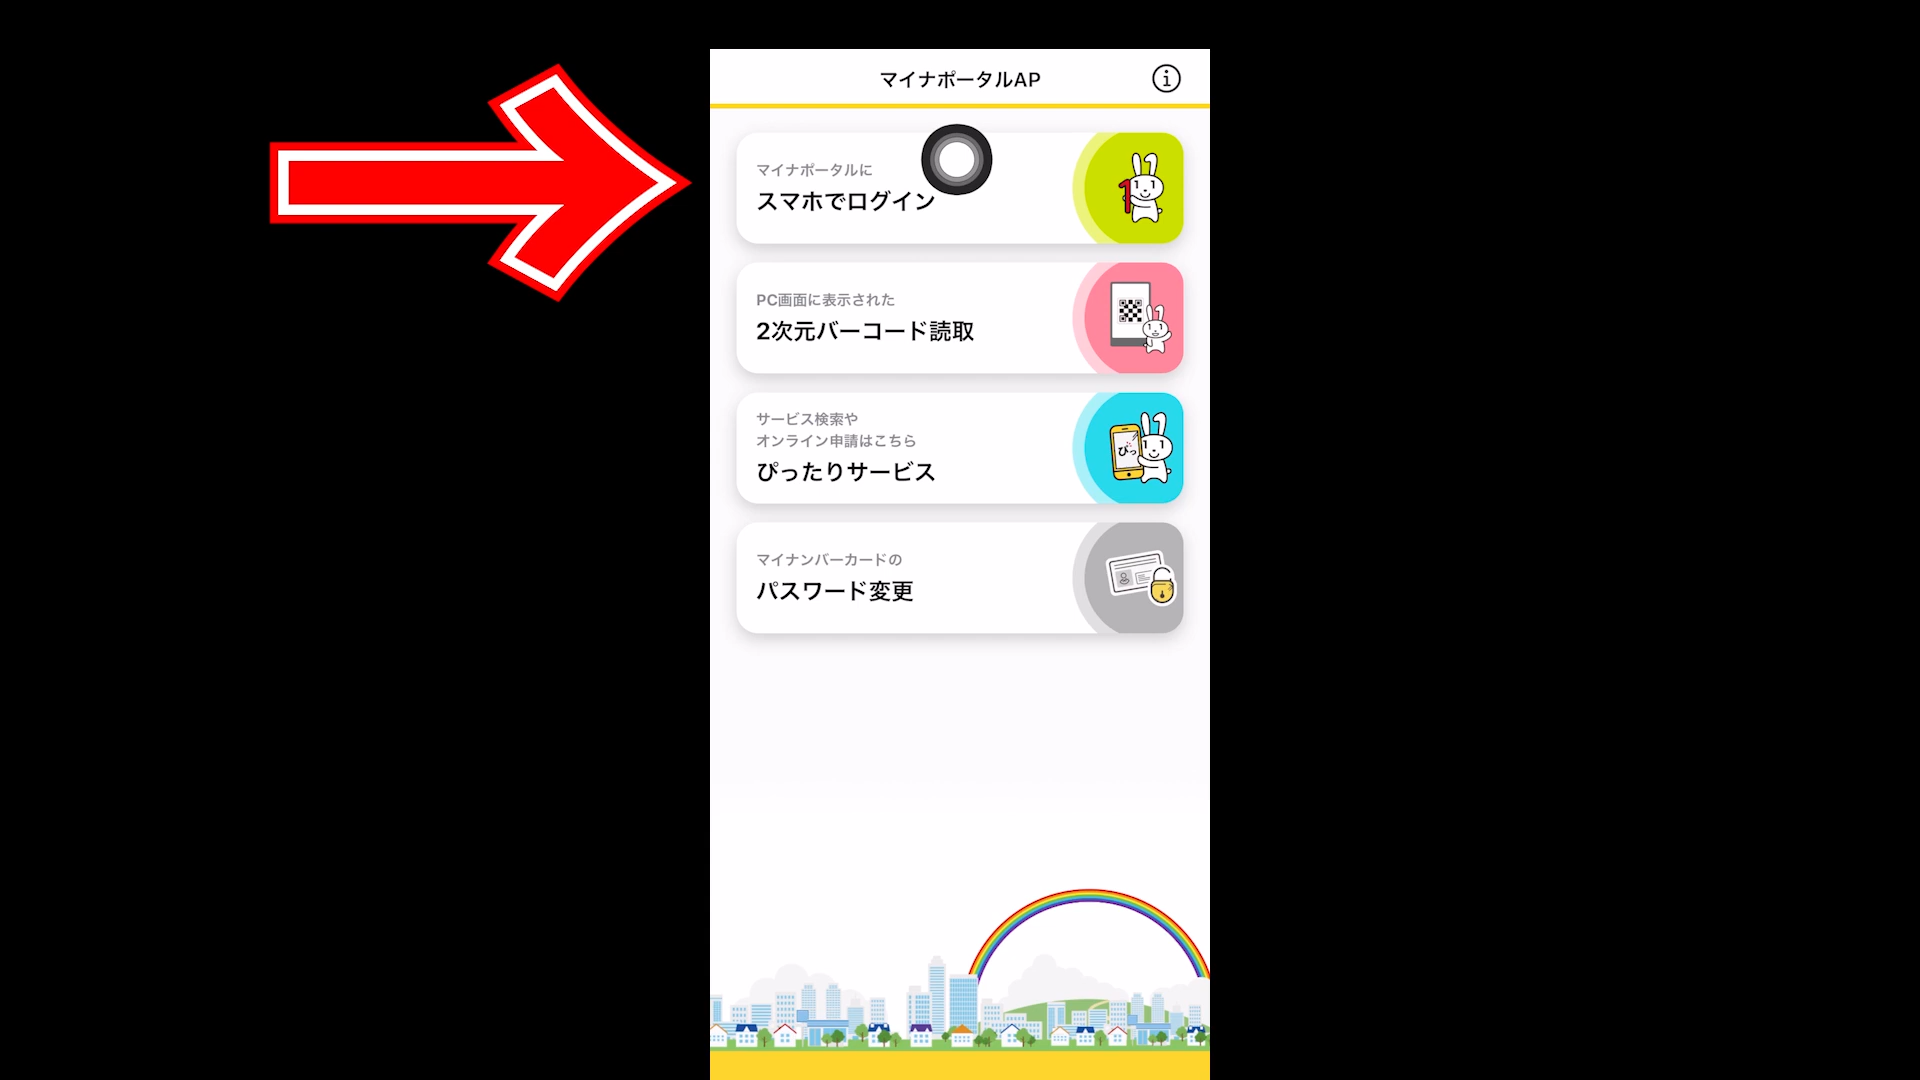 マイナポータルAP
マイナポータルに
スマホでログイン
PC画面に表示された
2次元バーコード読取
サービス検索や
オンライン申請はこちら
ぴったりサービス
ぴっ
マイナンバーカードの
パスワード変更